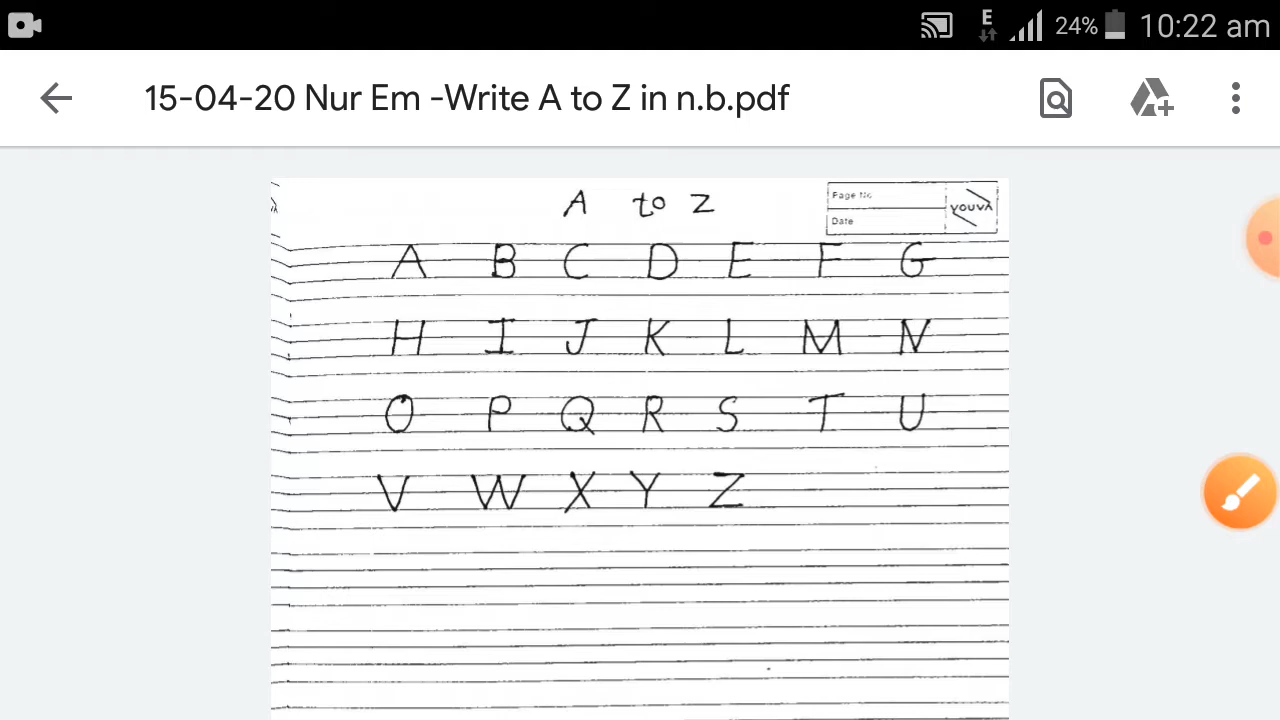 E 24% 10:22 am
15-04-20 Nur Em -Write A to Z in n.b.pdf
A to Z
Page No.
YOUVA
Date
A B C D E F G
H I J K L M N
O P Q R S T U
V W X Y Z